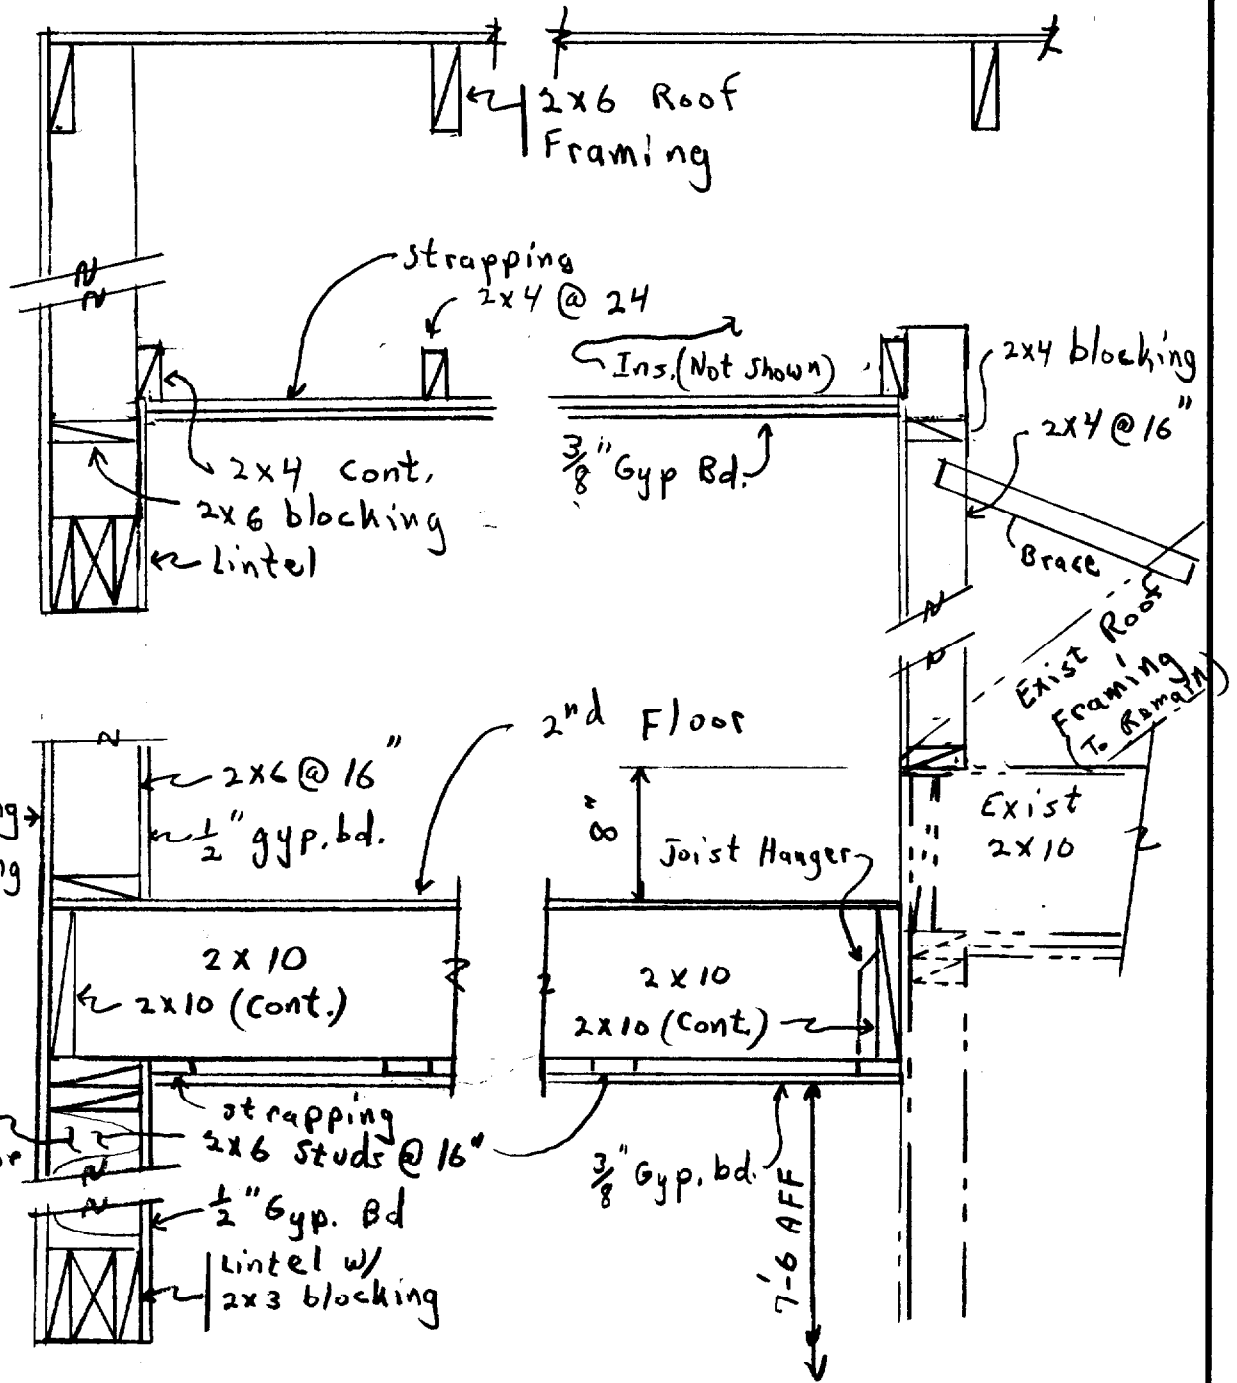 2x6 Roof
Framing
strapping
2x4 @ 24
Ins. (Not Shown)
2x4 blocking
2x4 @ 16"
3/8" Gyp Bd.
2x4 cont.
2x6 blocking
Lintel
Brace
Exist Roof
Framing
To Remain
2nd Floor
2x6 @ 16"
1/2" gyp. bd.
8"
Exist
2x10
Joist Hanger
2x10
2x10 (Cont.)
2x10
2x10 (Cont.)
strapping
2x6 Studs @ 16"
3/8" Gyp. bd.
7'-6 AFF
1/2" Gyp. Bd
Lintel w/
2x3 blocking